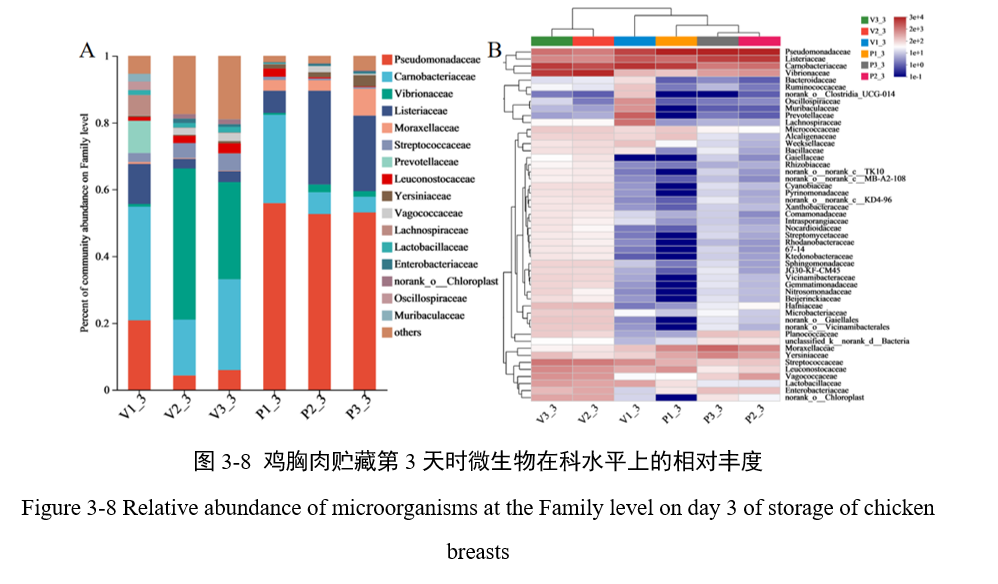 A
Percent of community abundance on Family level
1
0.8
0.6
0.4
0.2
0
V1_3
V2_3
V3_3
P1_3
P2_3
P3_3
Pseudomonadaceae
Carnobacteriaceae
Vibrionaceae
Listeriaceae
Moraxellaceae
Streptococcaceae
Prevotellaceae
Leuconostocaceae
Yersiniaceae
Vagococcaceae
Lachnospiraceae
Lactobacillaceae
Enterobacteriaceae
norank_o__Chloroplast
Oscillospiraceae
Muribaculaceae
others
B
V3_3
V2_3
V1_3
P1_3
P3_3
P2_3
3e+4
2e+3
2e+2
1e+1
1e+0
1e-1
Pseudomonadaceae
Listeriaceae
Carnobacteriaceae
Vibrionaceae
Bacteroidaceae
Ruminococcaceae
norank_o__Clostridia_UCG-014
Oscillospiraceae
Muribaculaceae
Prevotellaceae
Lachnospiraceae
Micrococcaceae
Alcaligenaceae
Weeksellaceae
Bacillaceae
Gaiellaceae
Rhizobiaceae
norank_o__norank_c__TK10
norank_o__norank_c__MB-A2-108
Cyanobiaceae
Pyrinomonadaceae
norank_o__norank_c__KD4-96
Xanthobacteraceae
Comamonadaceae
Intrasporangiaceae
Nocardioidaceae
Streptomycetaceae
Rhodanobacteraceae
67-14
Ktedonobacteraceae
Sphingomonadaceae
JG30-KF-CM45
Vicinamibacteraceae
Gemmatimonadaceae
Nitrosomonadaceae
Beijerinckiaceae
Hafniaceae
Microbacteriaceae
norank_o__Gaiellales
norank_o__Vicinamibacterales
Planococcaceae
unclassified_k__norank_d__Bacteria
Moraxellaceae
Yersiniaceae
Streptococcaceae
Leuconostocaceae
Vagococcaceae
Lactobacillaceae
Enterobacteriaceae
norank_o__Chloroplast
V3_3
V2_3
V1_3
P1_3
P3_3
P2_3
图 3-8 鸡胸肉贮藏第 3 天时微生物在科水平上的相对丰度
Figure 3-8 Relative abundance of microorganisms at the Family level on day 3 of storage of chicken
breasts